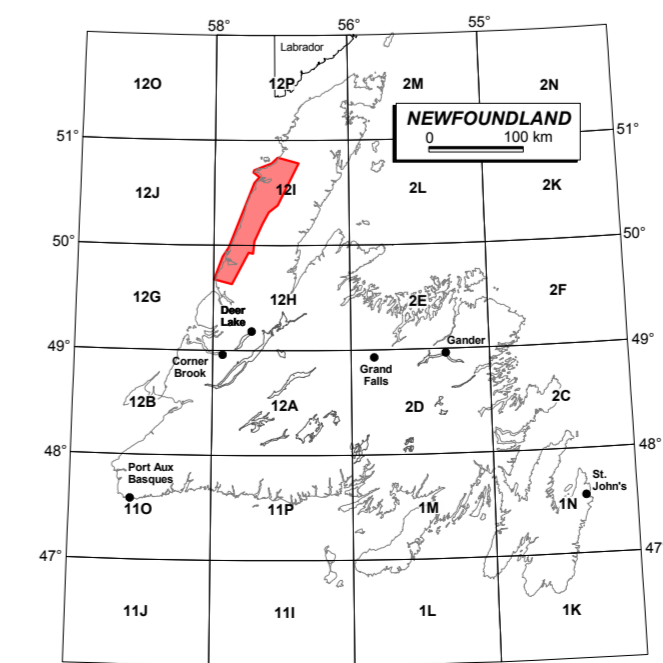 58°
56°
55°
Labrador
12O
12P
2M
2N
NEWFOUNDLAND
0
100 km
51°
51°
12J
12I
2L
2K
50°
50°
12G
12H
2E
2F
Deer
Lake
Gander
49°
49°
Corner
Brook
Grand
Falls
12B
12A
2D
2C
48°
48°
Port Aux
Basques
St.
John's
11O
11P
1M
1N
47°
47
11J
11I
1L
1K